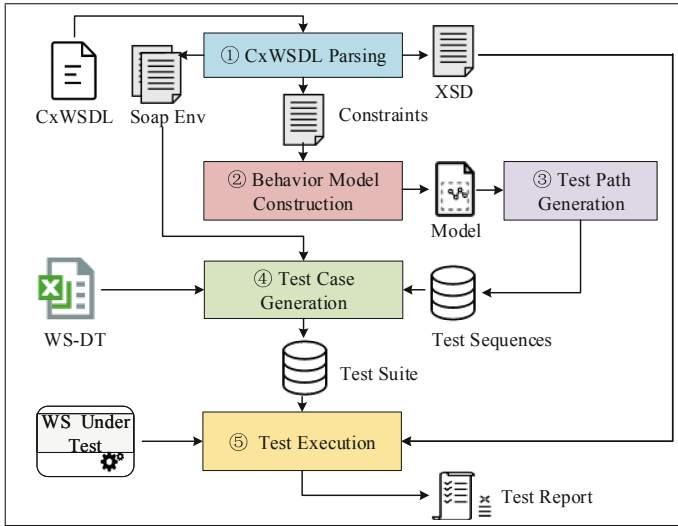 ① CxWSDL Parsing
CxWSDL
Soap Env
XSD
Constraints
② Behavior Model
Construction
Model
③ Test Path
Generation
④ Test Case
Generation
WS-DT
Test Sequences
Test Suite
WS Under
Test
⑤ Test Execution
Test Report